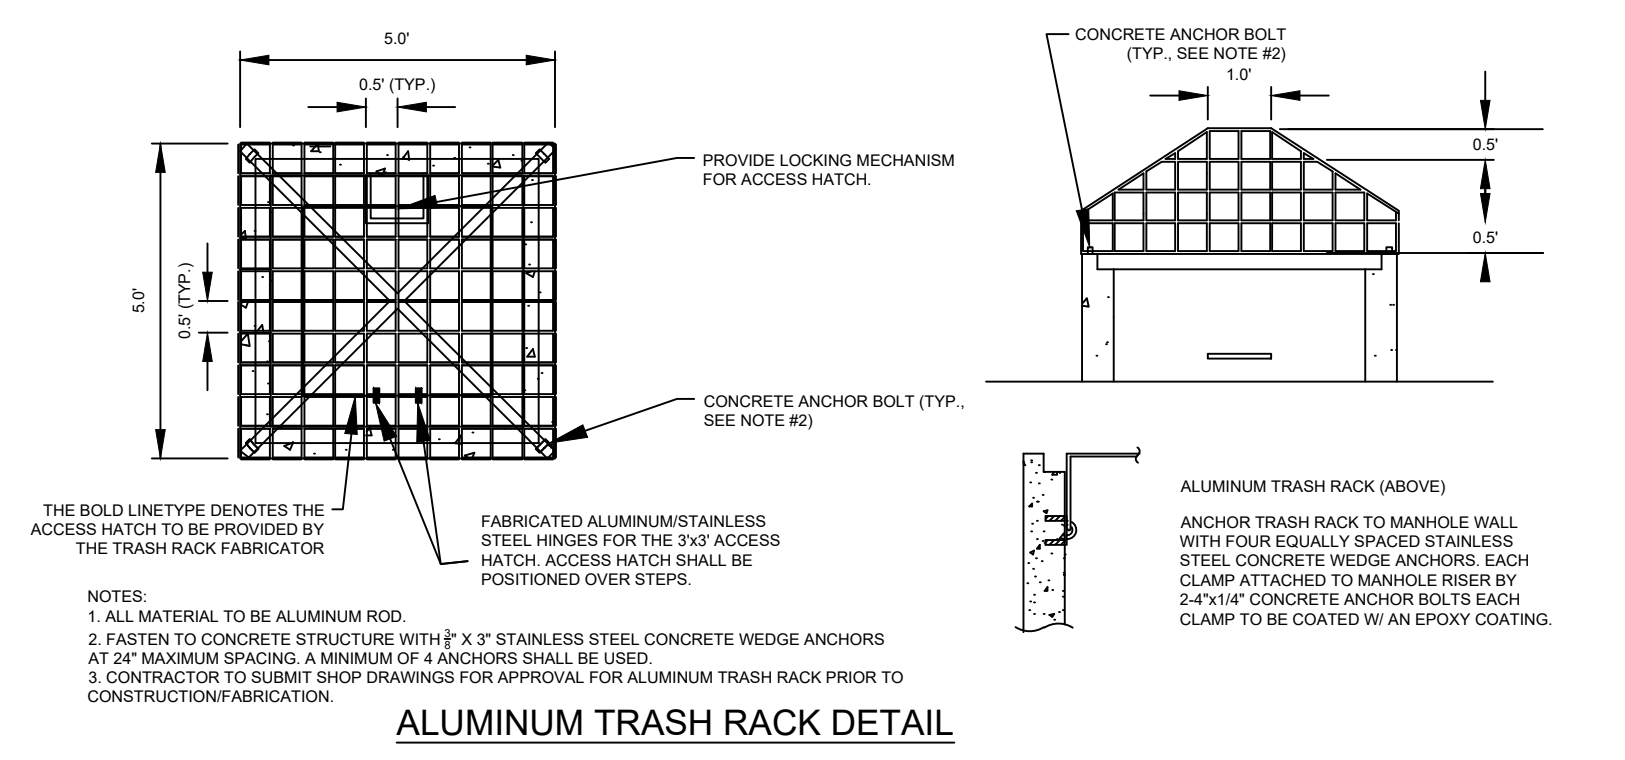 5.0'
0.5' (TYP.)
5.0'
0.5' (TYP.)
PROVIDE LOCKING MECHANISM
FOR ACCESS HATCH.
CONCRETE ANCHOR BOLT (TYP.,
SEE NOTE #2)
THE BOLD LINETYPE DENOTES THE
ACCESS HATCH TO BE PROVIDED BY
THE TRASH RACK FABRICATOR
FABRICATED ALUMINUM/STAINLESS
STEEL HINGES FOR THE 3'x3' ACCESS
HATCH. ACCESS HATCH SHALL BE
POSITIONED OVER STEPS.
CONCRETE ANCHOR BOLT
(TYP., SEE NOTE #2)
1.0'
0.5'
0.5'
ALUMINUM TRASH RACK (ABOVE)
ANCHOR TRASH RACK TO MANHOLE WALL
WITH FOUR EQUALLY SPACED STAINLESS
STEEL CONCRETE WEDGE ANCHORS. EACH
CLAMP ATTACHED TO MANHOLE RISER BY
2-4"x1/4" CONCRETE ANCHOR BOLTS EACH
CLAMP TO BE COATED W/ AN EPOXY COATING.
NOTES:
1. ALL MATERIAL TO BE ALUMINUM ROD.
2. FASTEN TO CONCRETE STRUCTURE WITH 3/8" X 3" STAINLESS STEEL CONCRETE WEDGE ANCHORS
AT 24" MAXIMUM SPACING. A MINIMUM OF 4 ANCHORS SHALL BE USED.
3. CONTRACTOR TO SUBMIT SHOP DRAWINGS FOR APPROVAL FOR ALUMINUM TRASH RACK PRIOR TO
CONSTRUCTION/FABRICATION.
ALUMINUM TRASH RACK DETAIL